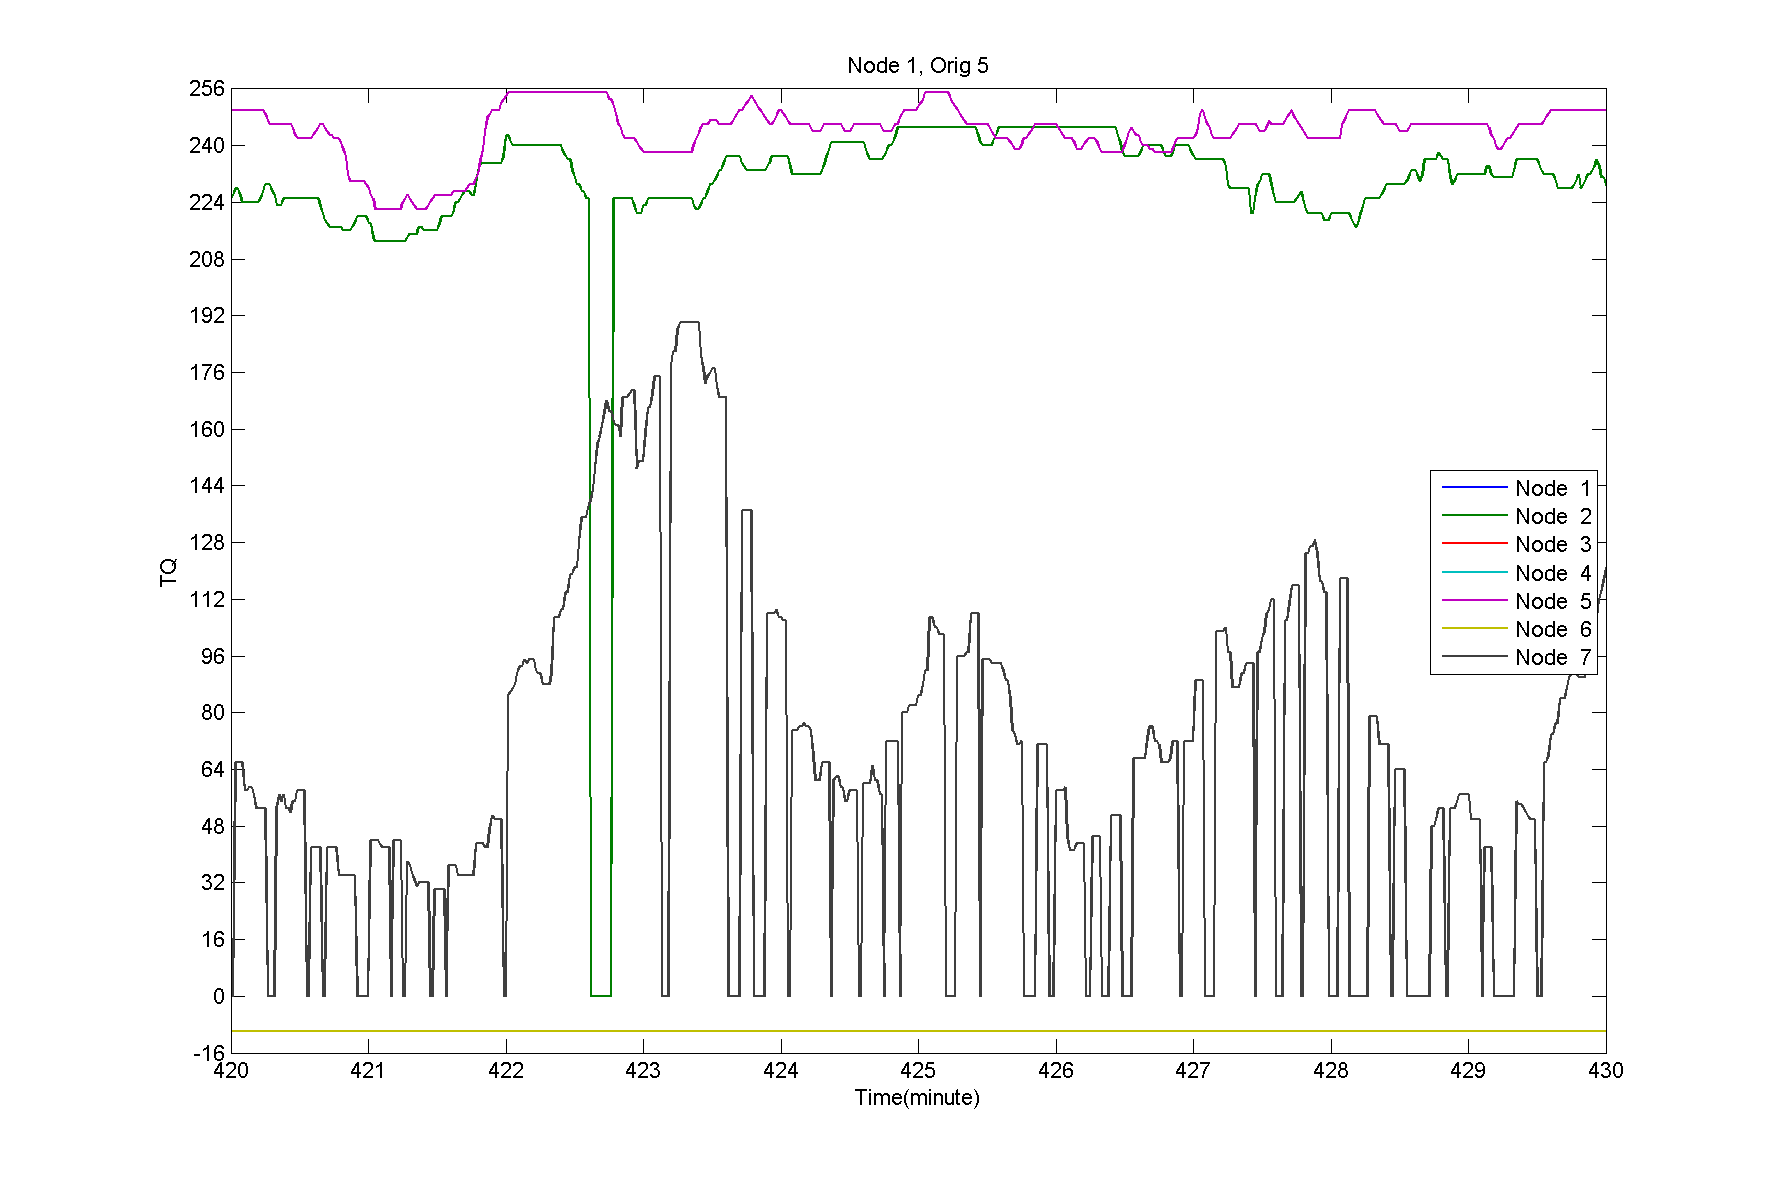 Node 1, Orig 5
256
240
224
208
192
176
160
144
128
112
96
80
64
48
32
16
0
-16
TQ
Node 1
Node 2
Node 3
Node 4
Node 5
Node 6
Node 7
420 421 422 423 424 425 426 427 428 429 430
Time(minute)